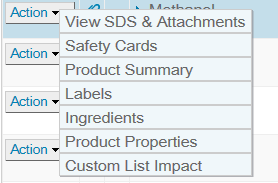 Action
View SDS & Attachments
Safety Cards
Action
Product Summary
Labels
Action
Ingredients
Product Properties
Action
Custom List Impact